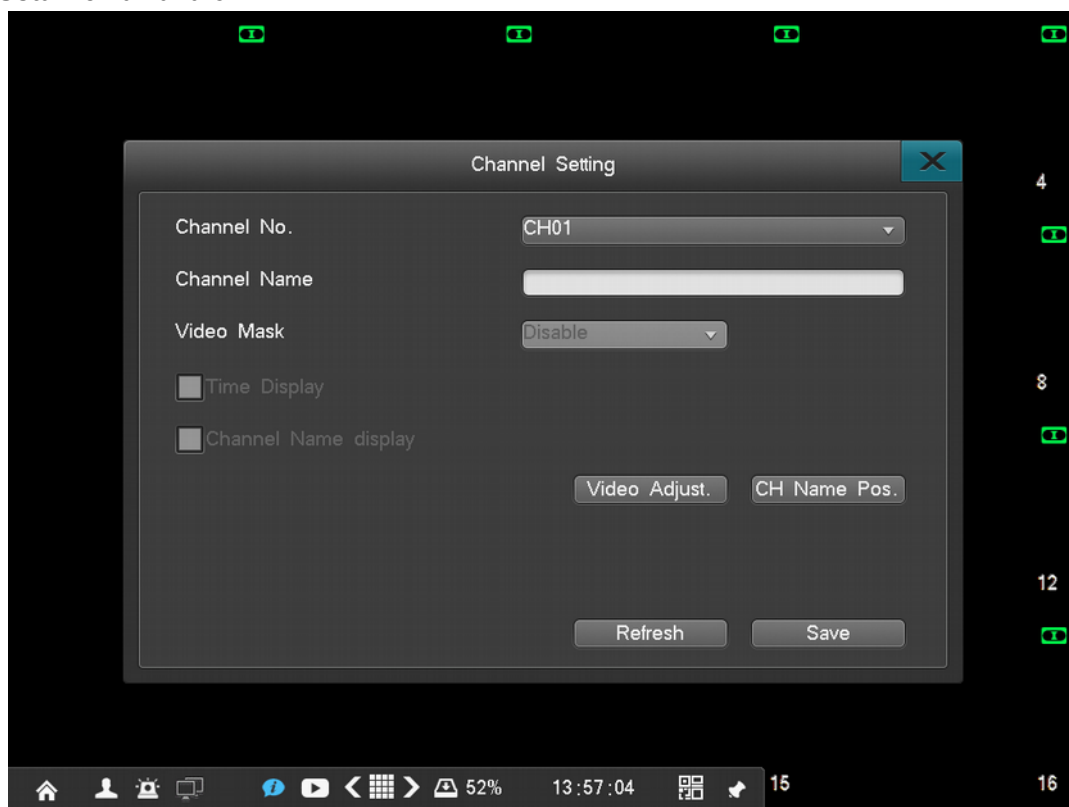 Channel Setting
4
Channel No.
CH01
Channel Name
Video Mask
Disable
Time Display
8
Channel Name display
Video Adjust.
CH Name Pos.
12
Refresh
Save
52%
13:57:04
15
16